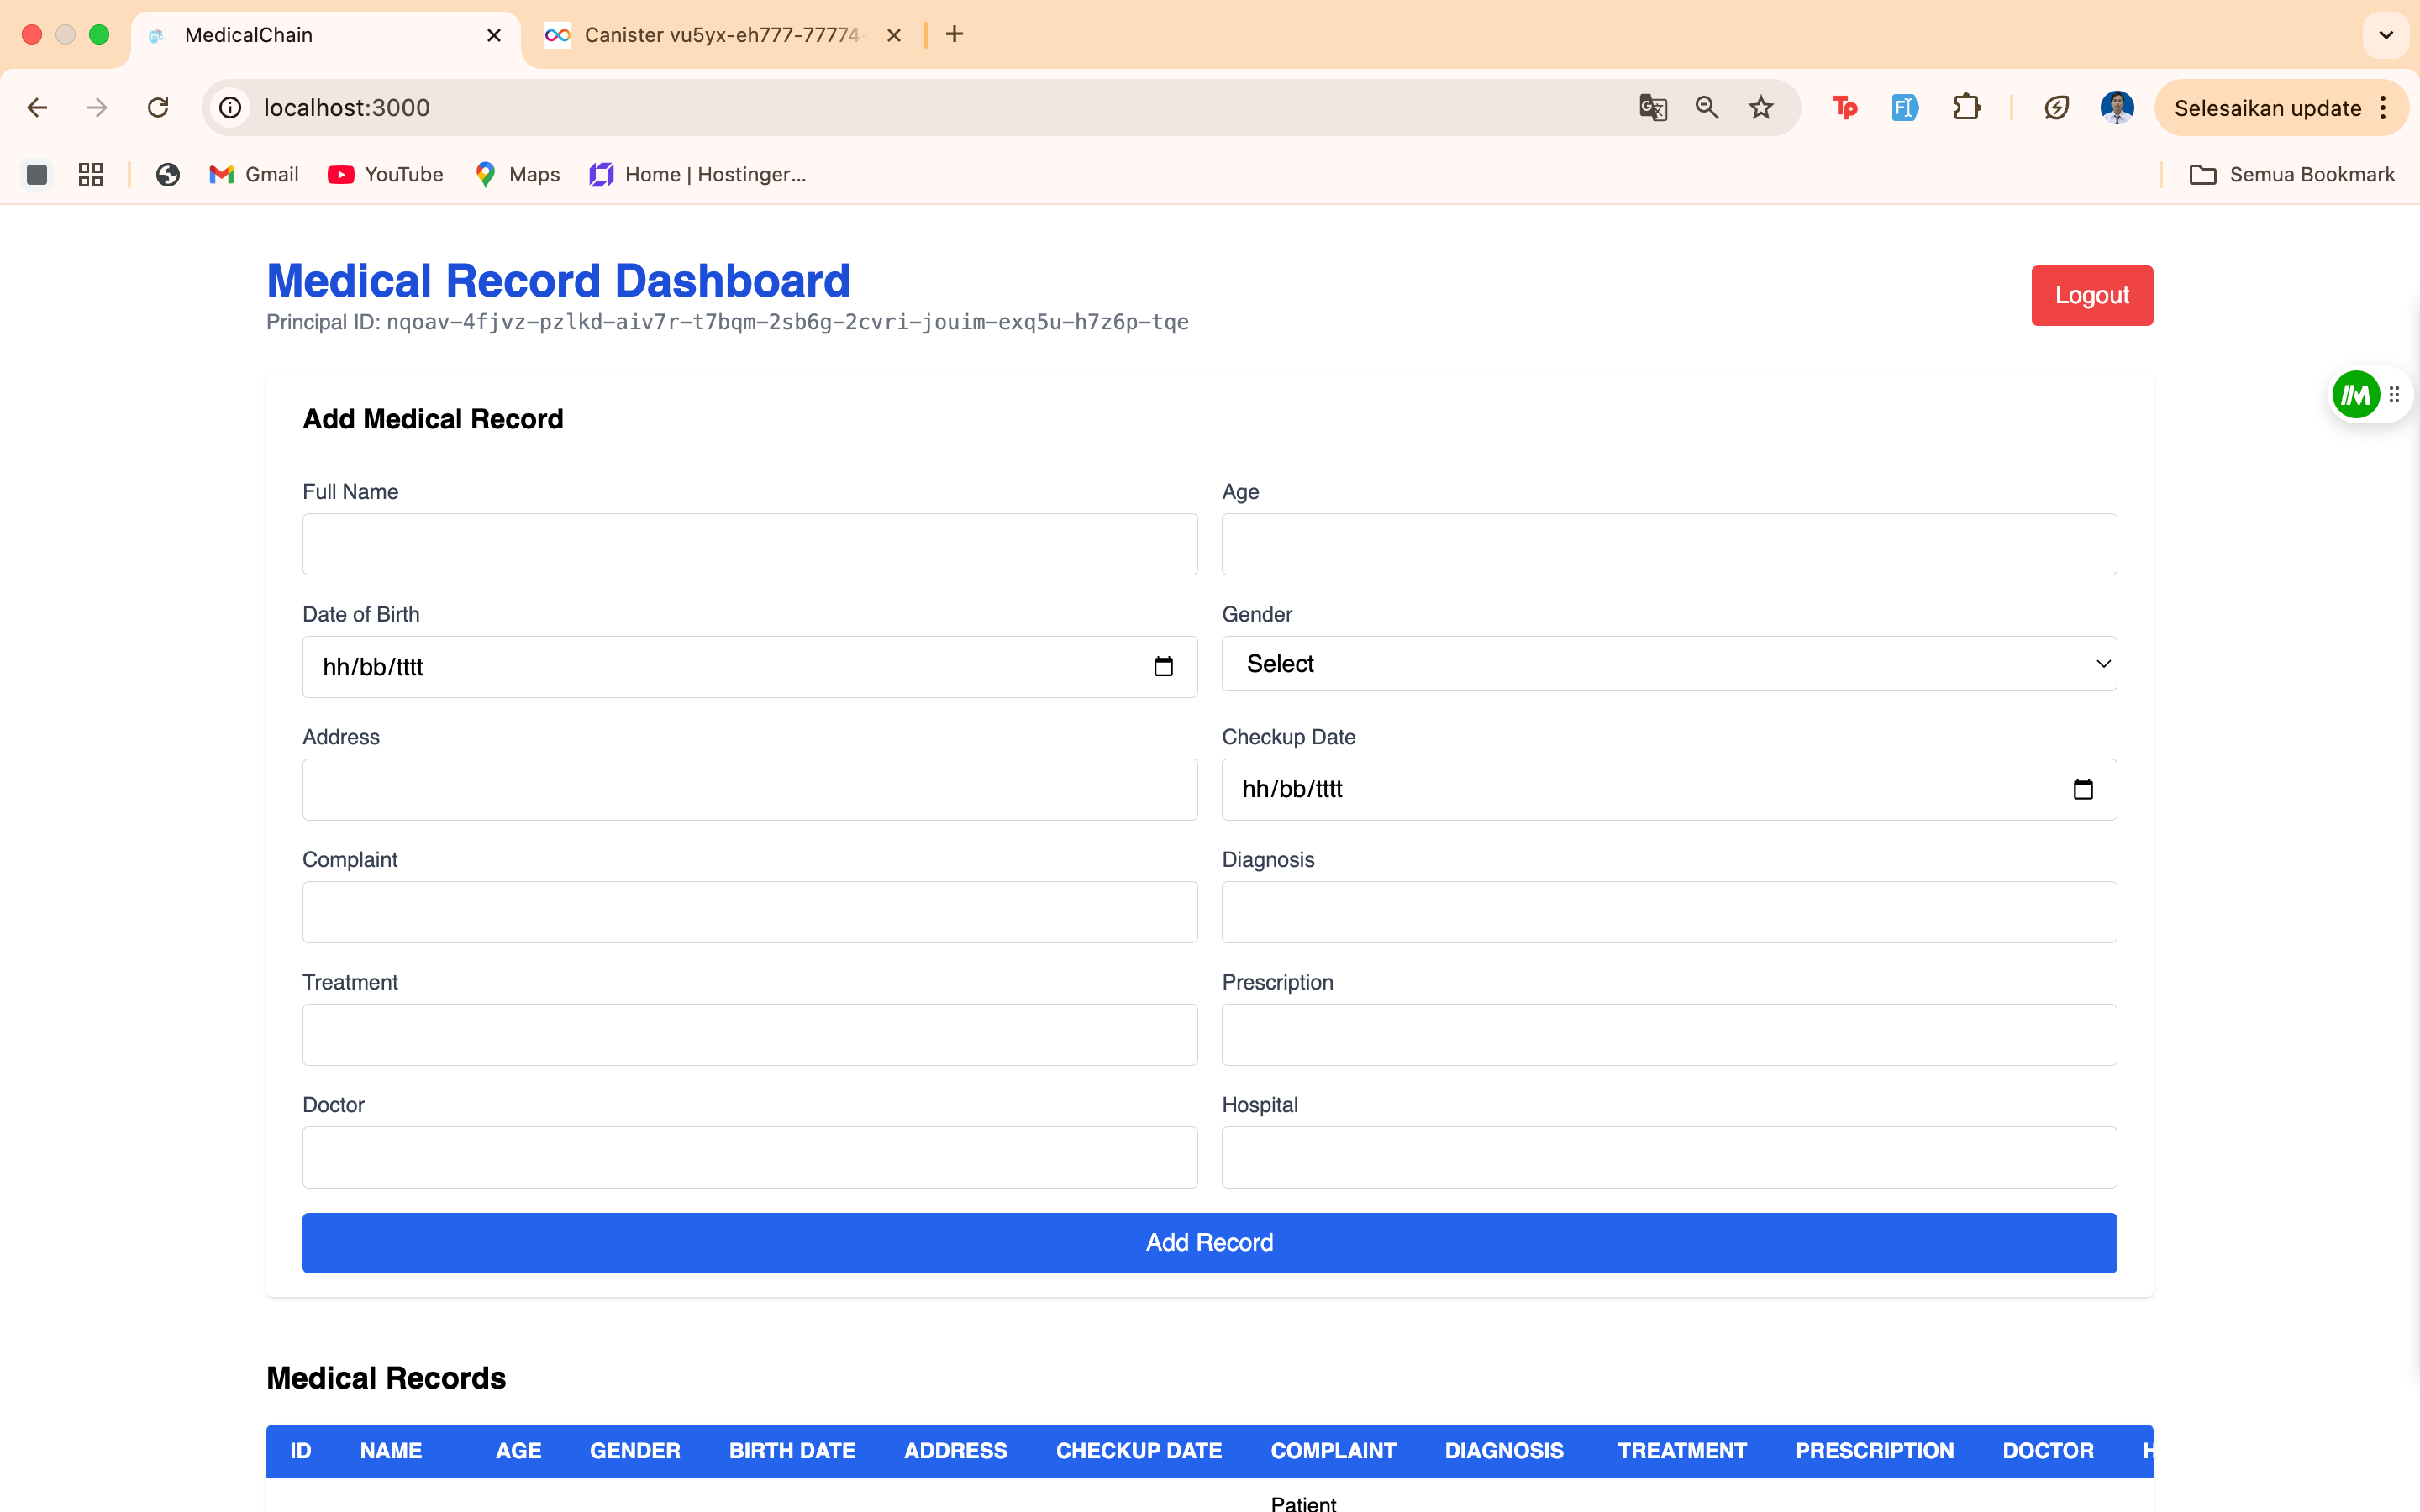 MedicalChain
Canister vu5yx-eh777-77774-
localhost:3000
Selesaikan update
Gmail
YouTube
Maps
Home | Hostinger...
Semua Bookmark
Medical Record Dashboard
Logout
Principal ID: nqoav-4fjvz-pzlkd-aiv7r-t7bqm-2sb6g-2cvri-jouim-exq5u-h7z6p-tqe
Add Medical Record
Full Name
Age
Date of Birth
Gender
hh/bb/tttt
Select
Address
Checkup Date
hh/bb/tttt
Complaint
Diagnosis
Treatment
Prescription
Doctor
Hospital
Add Record
Medical Records
ID NAME AGE GENDER BIRTH DATE ADDRESS CHECKUP DATE COMPLAINT DIAGNOSIS TREATMENT PRESCRIPTION DOCTOR H
Patient